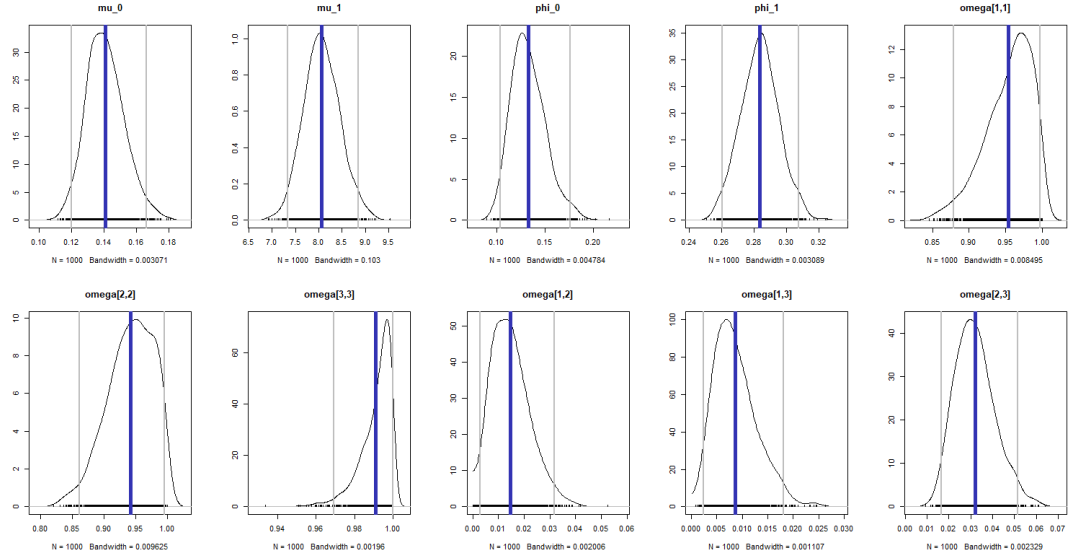 mu_0
mu_1
phi_0
phi_1
omega[1,1]
0 5 10 15 20 25 30
0.10 0.12 0.14 0.16 0.18
N = 1000 Bandwidth = 0.003071
0.0 0.2 0.4 0.6 0.8 1.0
6.5 7.0 7.5 8.0 8.5 9.0 9.5
N = 1000 Bandwidth = 0.103
0 5 10 15 20
0.10 0.15 0.20
N = 1000 Bandwidth = 0.004784
0 5 10 15 20 25 30 35
0.24 0.26 0.28 0.30 0.32
N = 1000 Bandwidth = 0.003089
0 2 4 6 8 10 12
0.85 0.90 0.95 1.00
N = 1000 Bandwidth = 0.008495
omega[2,2]
omega[3,3]
omega[1,2]
omega[1,3]
omega[2,3]
0 2 4 6 8 10
0.80 0.85 0.90 0.95 1.00
N = 1000 Bandwidth = 0.009625
0 20 40 60
0.94 0.96 0.98 1.00
N = 1000 Bandwidth = 0.00196
0 10 20 30 40 50
0.00 0.01 0.02 0.03 0.04 0.05 0.06
N = 1000 Bandwidth = 0.002006
0 20 40 60 80 100
0.000 0.005 0.010 0.015 0.020 0.025 0.030
N = 1000 Bandwidth = 0.001107
0 10 20 30 40
0.00 0.01 0.02 0.03 0.04 0.05 0.06 0.07
N = 1000 Bandwidth = 0.002329